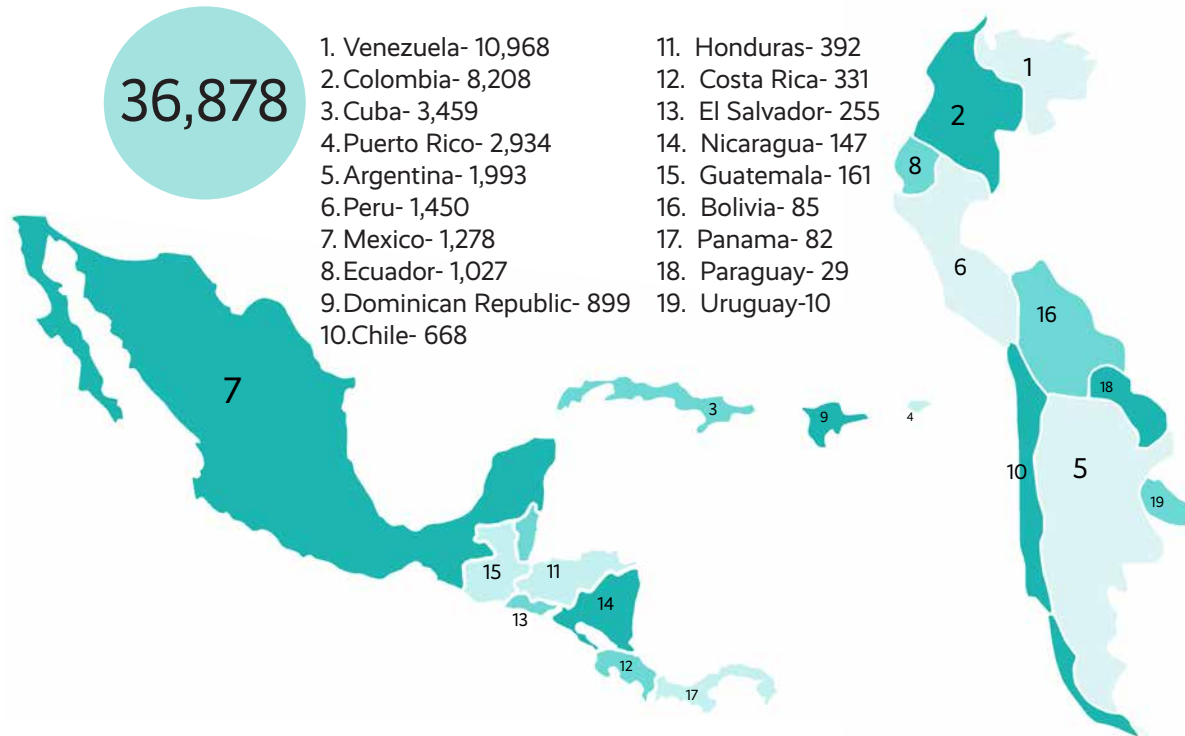 36,878
1. Venezuela- 10,968
2. Colombia- 8,208
3. Cuba- 3,459
4. Puerto Rico- 2,934
5. Argentina- 1,993
6. Peru- 1,450
7. Mexico- 1,278
8. Ecuador- 1,027
9. Dominican Republic- 899
10.Chile- 668
11. Honduras- 392
12. Costa Rica- 331
13. El Salvador- 255
14. Nicaragua- 147
15. Guatemala- 161
16. Bolivia- 85
17. Panama- 82
18. Paraguay- 29
19. Uruguay-10
1
2
8
6
16
18
10
5
19
7
3
9
4
15
11
14
13
12
17